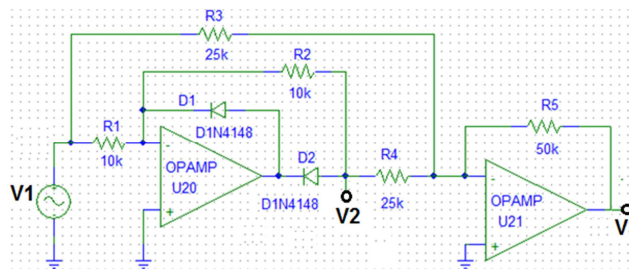 R3
25k
R2
10k
R1
10k
D1
D1N4148
-
+
OPAMP
U20
D2
D1N4148
V1
V2
R4
25k
R5
50k
-
+
OPAMP
U21
V